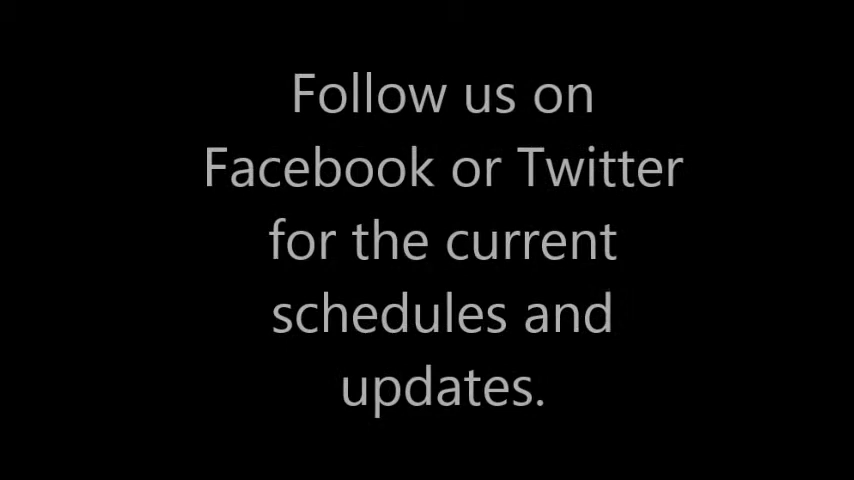 Follow us on
Facebook or Twitter
for the current
schedules and
updates.